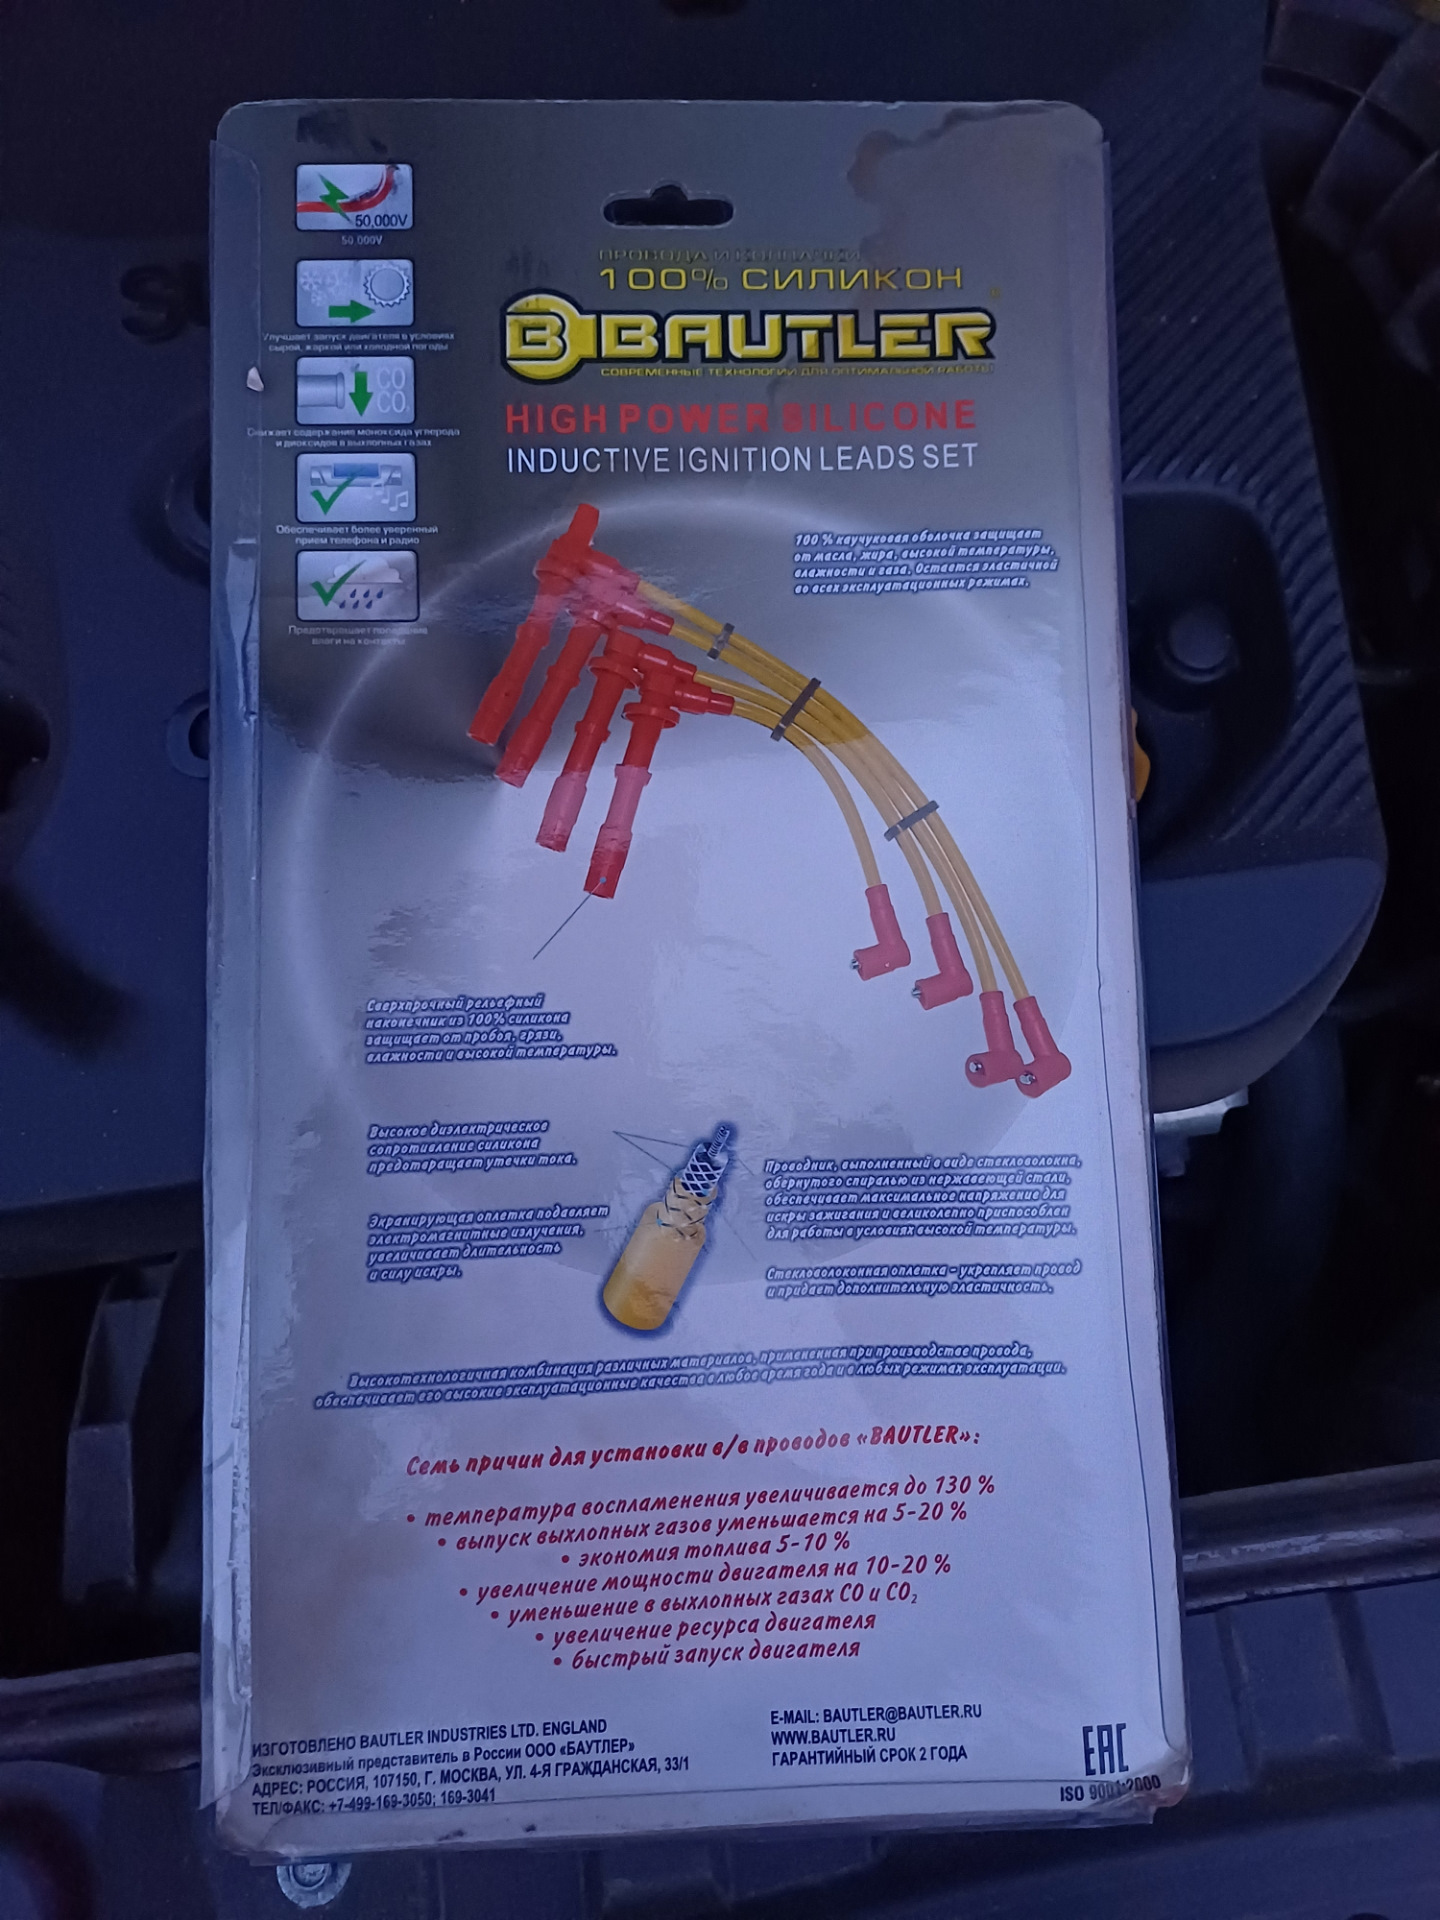 50,000V
50,000V
Улучшает запуск двигателя в условиях
сырой, жаркой или холодной погоды
CO
CO₂
Снижает содержание моноксида углерода
и диоксидов в выхлопных газах
Обеспечивает более уверенный
прием телефона и радио
Предотвращает попадание
влаги на контакты
ПРОВОДА И КОЛПАЧКИ
100% СИЛИКОН
B BAUTLER
СОВРЕМЕННЫЕ ТЕХНОЛОГИИ ДЛЯ ОПТИМАЛЬНОЙ РАБОТЫ
HIGH POWER SILICONE
INDUCTIVE IGNITION LEADS SET
100 % каучуковая оболочка защищает
от масла, жира, высокой температуры,
влажности и газа. Остается эластичной
во всех эксплуатационных режимах.
Сверхпрочный рельефный
наконечник из 100% силикона
защищает от пробоя, грязи,
влажности и высокой температуры.
Высокое диэлектрическое
сопротивление силикона
предотвращает утечки тока.
Экранирующая оплетка подавляет
электромагнитные излучения,
увеличивает длительность
и силу искры.
Проводник, выполненный в виде стекловолокна,
обернутого спиралью из нержавеющей стали,
обеспечивает максимальное напряжение для
искры зажигания и великолепно приспособлен
для работы в условиях высокой температуры.
Стекловолоконная оплетка – укрепляет провод
и придает дополнительную эластичность.
Высокотехнологичная комбинация различных материалов, примененная при производстве провода,
обеспечивает его высокие эксплуатационные качества в любое время года и в любых режимах эксплуатации.
Семь причин для установки в/в проводов «BAUTLER»:
• температура воспламенения увеличивается до 130 %
• выпуск выхлопных газов уменьшается на 5-20 %
• экономия топлива 5-10 %
• увеличение мощности двигателя на 10-20 %
• уменьшение в выхлопных газах CO и CO₂
• увеличение ресурса двигателя
• быстрый запуск двигателя
ИЗГОТОВЛЕНО BAUTLER INDUSTRIES LTD. ENGLAND
Эксклюзивный представитель в России ООО «БАУТЛЕР»
АДРЕС: РОССИЯ, 107150, Г. МОСКВА, УЛ. 4-Я ГРАЖДАНСКАЯ, 33/1
ТЕЛ/ФАКС: +7-499-169-3050; 169-3041
E-MAIL: BAUTLER@BAUTLER.RU
WWW.BAUTLER.RU
ГАРАНТИЙНЫЙ СРОК 2 ГОДА
EAC
ISO 9001:2000